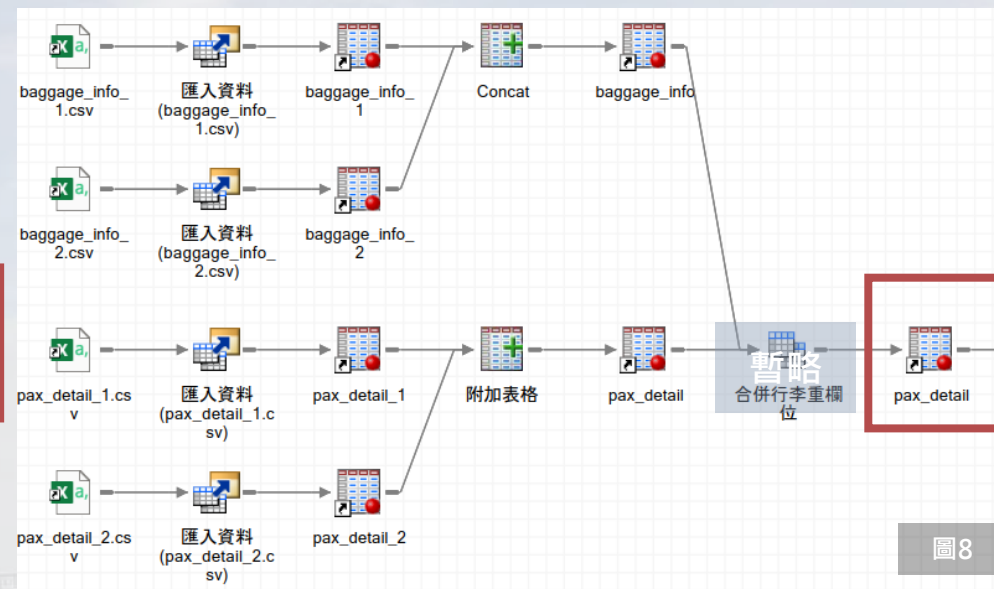 baggage_info_
1.csv
匯入資料
(baggage_info_
1.csv)
baggage_info_
1
Concat
baggage_info
baggage_info_
2.csv
匯入資料
(baggage_info_
2.csv)
baggage_info_
2
pax_detail_1.cs
v
匯入資料
(pax_detail_1.c
sv)
pax_detail_1
附加表格
pax_detail
暫略
合併行李重欄
位
pax_detail
pax_detail_2.cs
v
匯入資料
(pax_detail_2.c
sv)
pax_detail_2
圖8